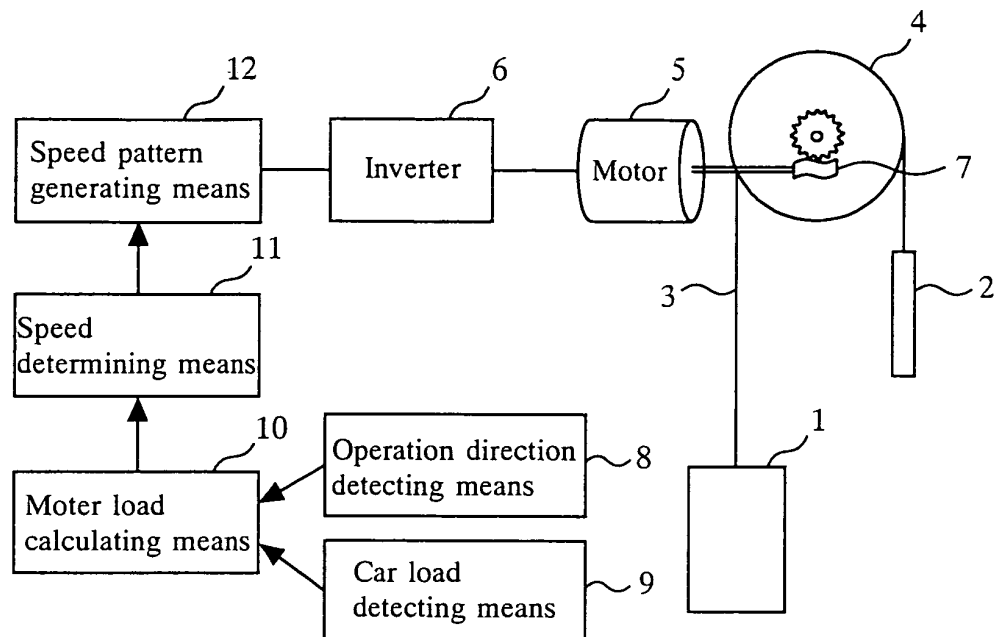 12
6
5
4
Speed pattern
generating means
Inverter
Motor
7
11
3
2
Speed
determining means
10
1
Operation direction
detecting means
8
Moter load
calculating means
Car load
detecting means
9